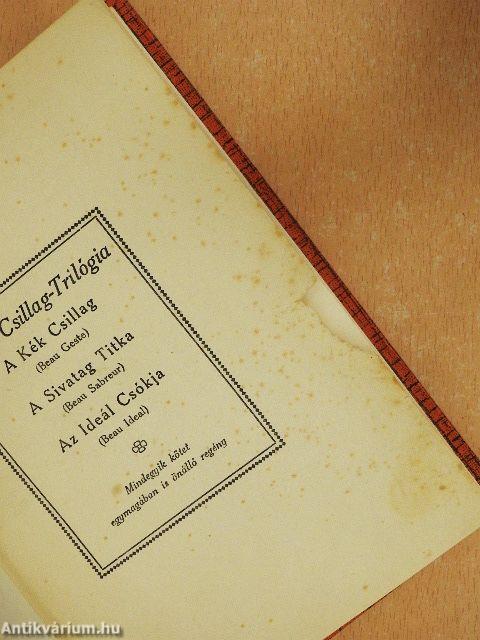 Csillag-Trilógia
A Kék Csillag
(Beau Geste)
A Sivatag Titka
(Beau Sabreur)
Az Ideál Csókja
(Beau Ideal)
Mindegyik kötet
egymagában is önálló regény
Antikvárium.hu